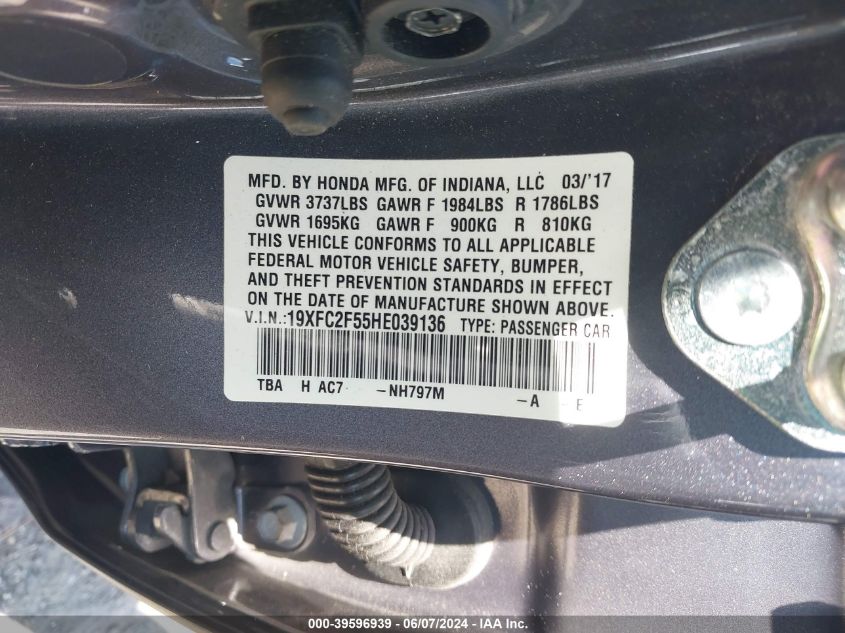 MFD. BY HONDA MFG. OF INDIANA, LLC 03/'17
GVWR 3737LBS GAWR F 1984LBS R 1786LBS
GVWR 1695KG GAWR F 900KG R 810KG
THIS VEHICLE CONFORMS TO ALL APPLICABLE
FEDERAL MOTOR VEHICLE SAFETY, BUMPER,
AND THEFT PREVENTION STANDARDS IN EFFECT
ON THE DATE OF MANUFACTURE SHOWN ABOVE.
V.I.N.:19XFC2F55HE039136 TYPE: PASSENGER CAR
TBA H AC7 -NH797M -A E
000-39596939 / 06/07/2024 - IAA, Inc.